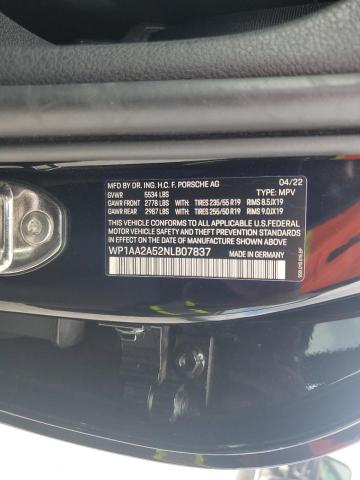 04/22
MFD. BY DR. ING. H.C. F. PORSCHE AG TYPE: MPV
GVWR 5534 LBS
GAWR FRONT 2778 LBS WITH: TIRES 235/55 R19 RIMS 8.5JX19
GAWR REAR 2987 LBS WITH: TIRES 255/50 R19 RIMS 9.0JX19
THIS VEHICLE CONFORMS TO ALL APPLICABLE U.S.FEDERAL
MOTOR VEHICLE SAFETY, BUMPER, AND THEFT PREVENTION
STANDARDS IN EFFECT ON THE DATE OF MANUFACTURE
SHOWN ABOVE.
WP1AA2A52NLB07837 MADE IN GERMANY